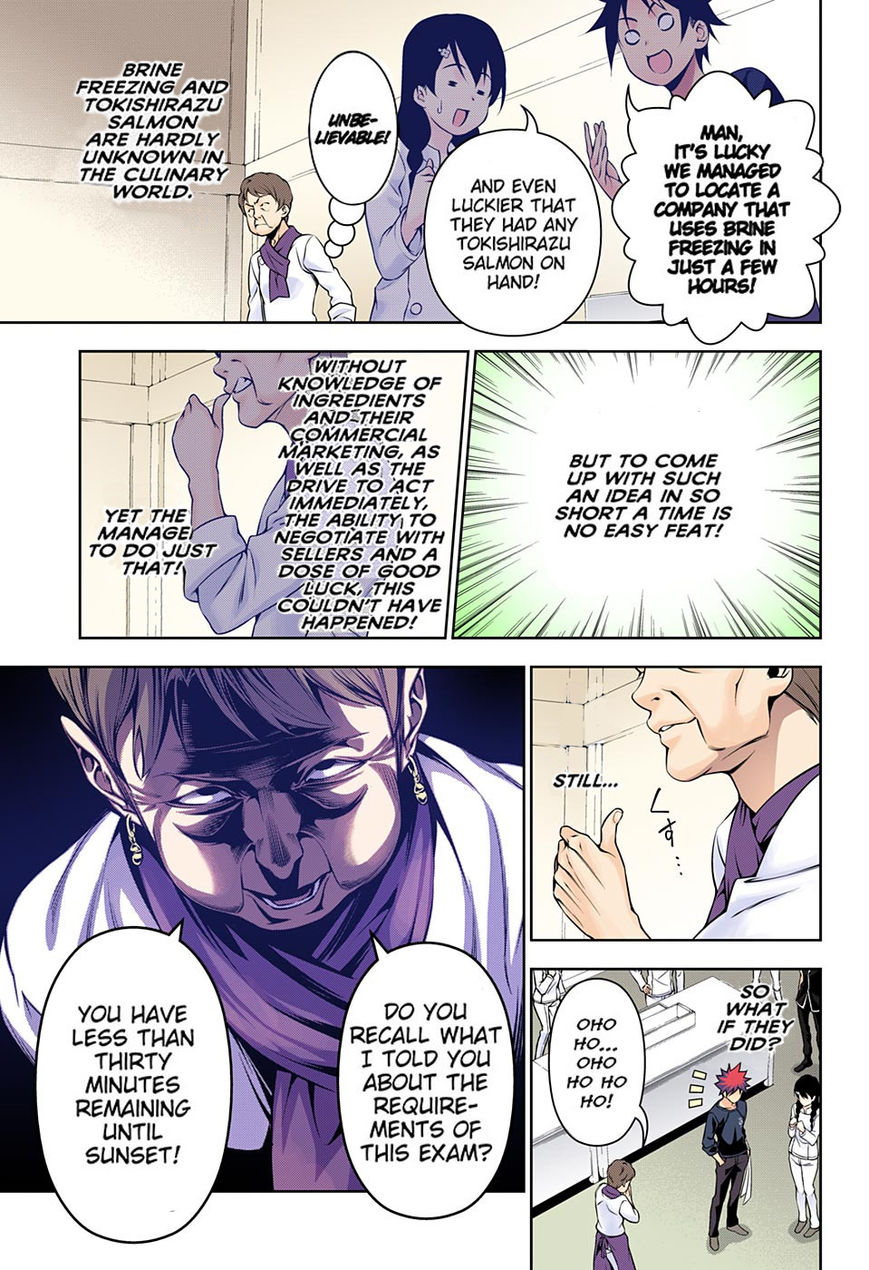 MAN,
IT'S LUCKY
WE MANAGED
TO LOCATE A
COMPANY THAT
USES BRINE
FREEZING IN
JUST A FEW
HOURS!
AND EVEN
LUCKIER THAT
THEY HAD ANY
TOKISHIRAZU
SALMON ON
HAND!
UNBE-
LIEVABLE!
BRINE
FREEZING AND
TOKISHIRAZU
SALMON
ARE HARDLY
UNKNOWN IN
THE CULINARY
WORLD.
BUT TO COME
UP WITH SUCH
AN IDEA IN SO
SHORT A TIME IS
NO EASY FEAT!
WITHOUT
KNOWLEDGE OF
INGREDIENTS
AND THEIR
COMMERCIAL
MARKETING, AS
WELL AS THE
DRIVE TO ACT
IMMEDIATELY,
THE ABILITY TO
NEGOTIATE WITH
SELLERS AND A
DOSE OF GOOD
LUCK, THIS
COULDN'T HAVE
HAPPENED!
YET THE
MANAGE
TO DO JUST
THAT!
STILL...
くす…
SO
WHAT
IF THEY
DID?
OHO
HO...
OHO
HO HO
HO!
DO YOU
RECALL WHAT
I TOLD YOU
ABOUT THE
REQUIRE-
MENTS OF
THIS EXAM?
YOU HAVE
LESS THAN
THIRTY
MINUTES
REMAINING
UNTIL
SUNSET!